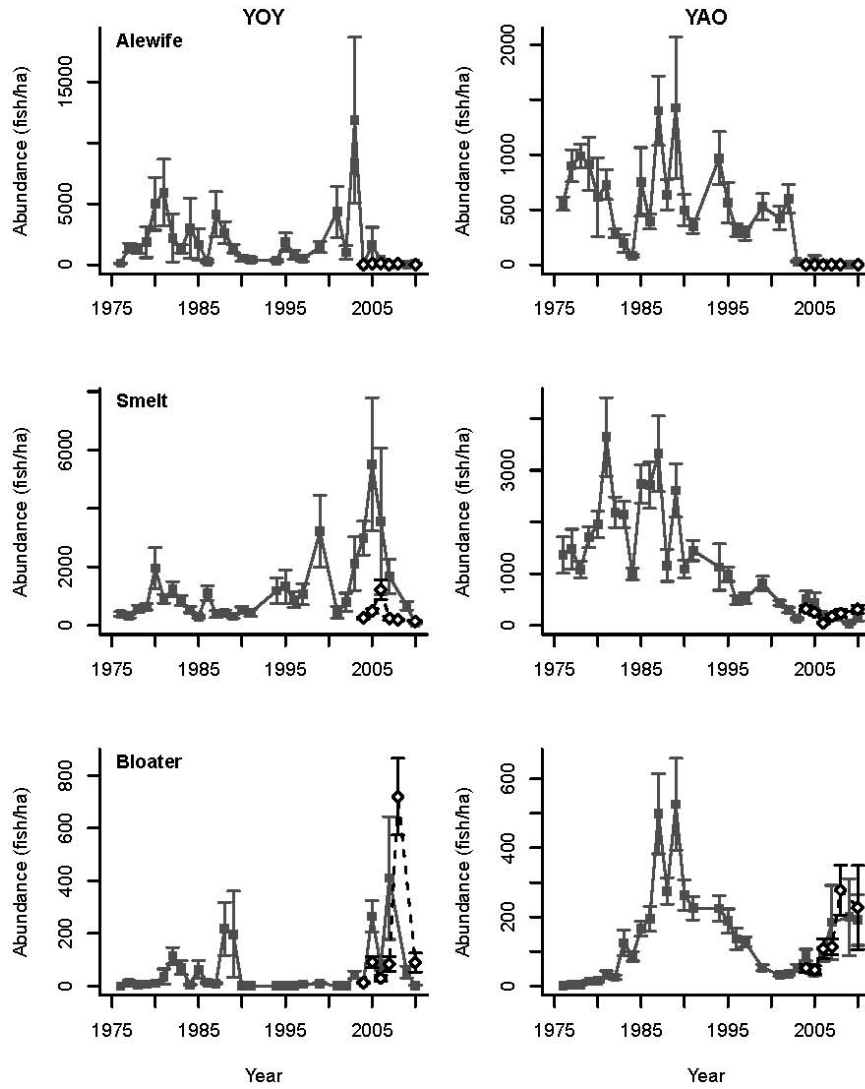 YOY YAO
Alewife
Abundance (fish/ha)
0 5000 15000
1975 1985 1995 2005
Abundance (fish/ha)
0 500 1000 2000
1975 1985 1995 2005
Smelt
Abundance (fish/ha)
0 2000 6000
1975 1985 1995 2005
Abundance (fish/ha)
0 1000 3000
1975 1985 1995 2005
Bloater
Abundance (fish/ha)
0 200 400 600 800
1975 1985 1995 2005
Year
Abundance (fish/ha)
0 200 400 600
1975 1985 1995 2005
Year